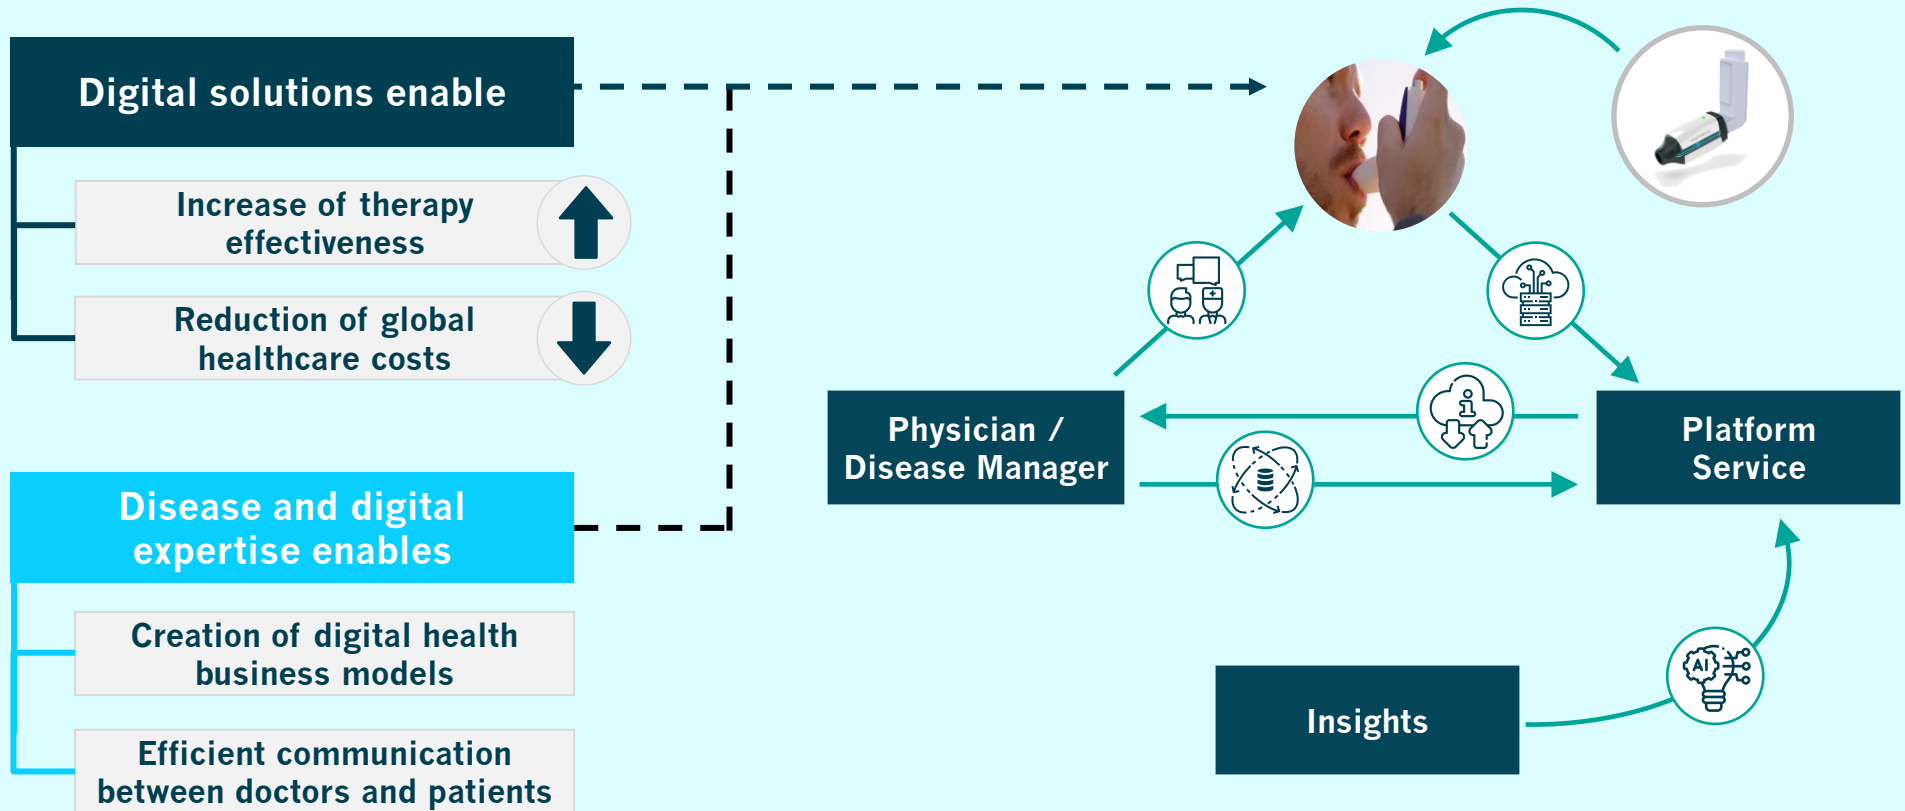 Digital solutions enable
Increase of therapy
effectiveness
Reduction of global
healthcare costs
Disease and digital
expertise enables
Creation of digital health
business models
Efficient communication
between doctors and patients
Physician /
Disease Manager
Platform
Service
Insights
AI
i